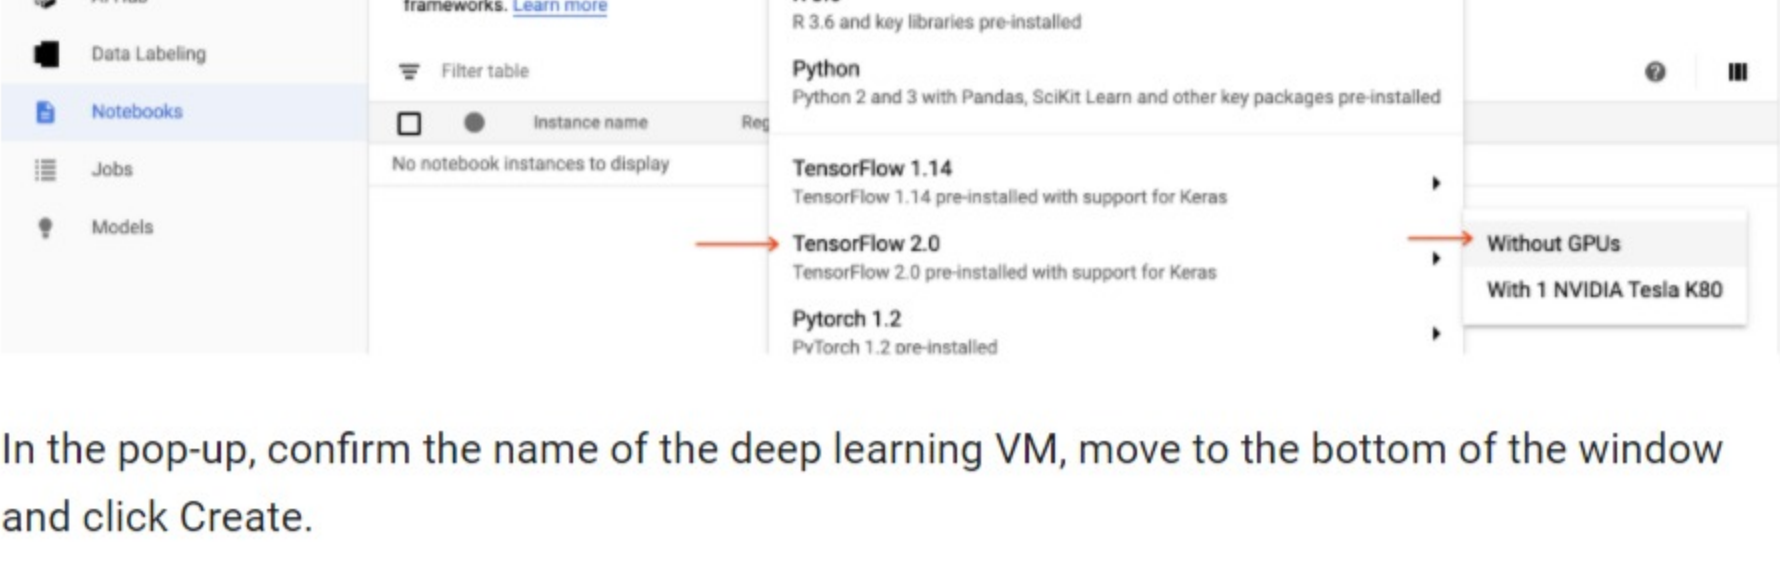 frameworks. Learn more
R 3.6 and key libraries pre-installed
Data Labeling
Filter table
Python
Python 2 and 3 with Pandas, SciKit Learn and other key packages pre-installed
Notebooks
Instance name
Reg
No notebook instances to display
Jobs
TensorFlow 1.14
TensorFlow 1.14 pre-installed with support for Keras
Models
TensorFlow 2.0
TensorFlow 2.0 pre-installed with support for Keras
Without GPUs
With 1 NVIDIA Tesla K80
Pytorch 1.2
PyTorch 1.2 pre-installed
In the pop-up, confirm the name of the deep learning VM, move to the bottom of the window
and click Create.